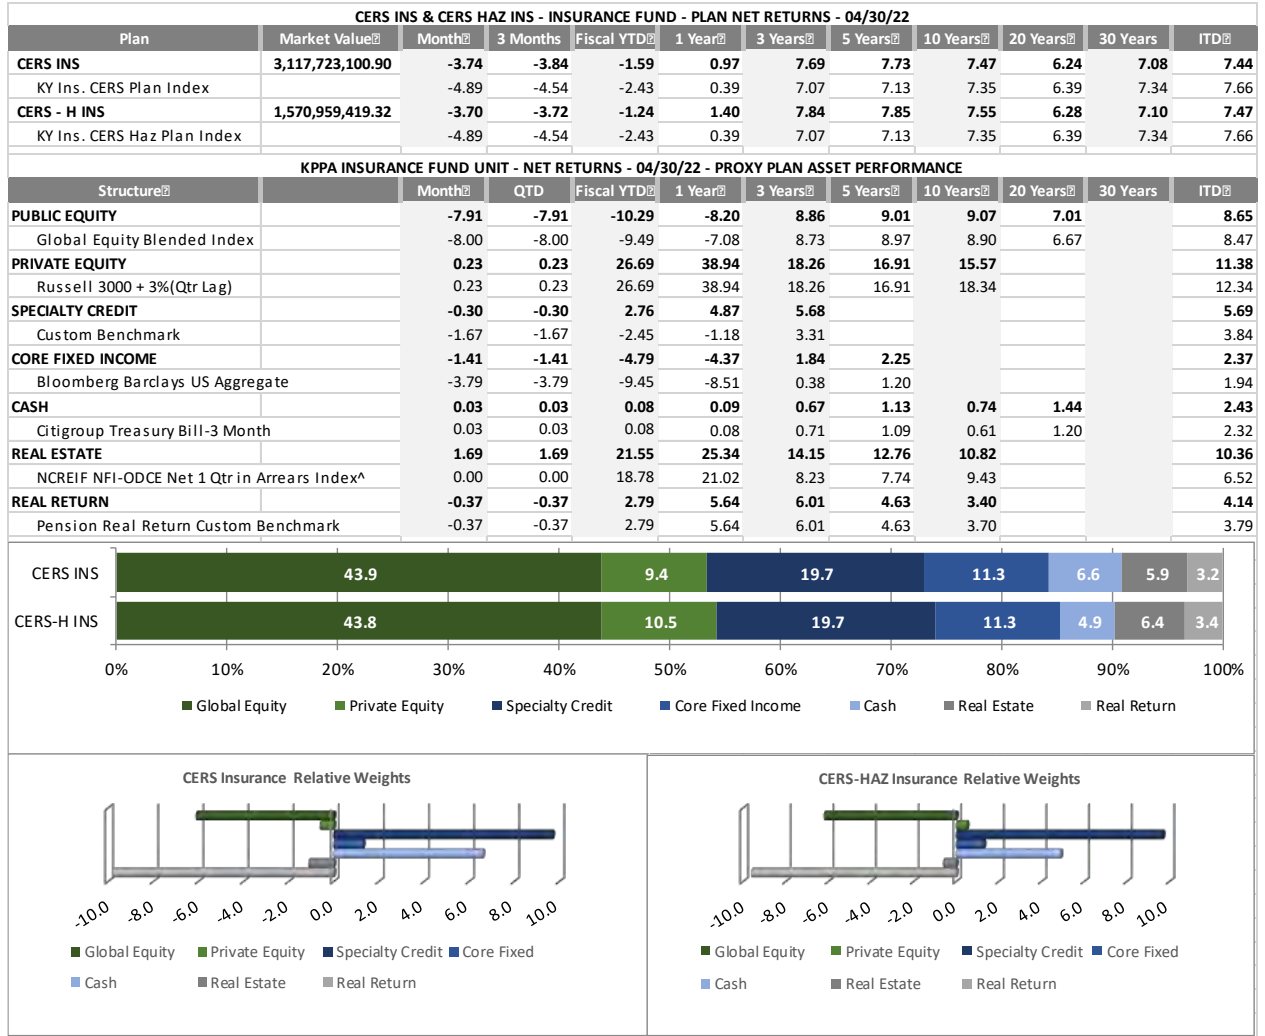 CERS INS & CERS HAZ INS - INSURANCE FUND - PLAN NET RETURNS - 04/30/22
Plan Market Value Month 3 Months Fiscal YTD 1 Year 3 Years 5 Years 10 Years 20 Years 30 Years ITD
CERS INS 3,117,723,100.90 -3.74 -3.84 -1.59 0.97 7.69 7.73 7.47 6.24 7.08 7.44
KY Ins. CERS Plan Index -4.89 -4.54 -2.43 0.39 7.07 7.13 7.35 6.39 7.34 7.66
CERS - H INS 1,570,959,419.32 -3.70 -3.72 -1.24 1.40 7.84 7.85 7.55 6.28 7.10 7.47
KY Ins. CERS Haz Plan Index -4.89 -4.54 -2.43 0.39 7.07 7.13 7.35 6.39 7.34 7.66
KPPA INSURANCE FUND UNIT - NET RETURNS - 04/30/22 - PROXY PLAN ASSET PERFORMANCE
Structure Month QTD Fiscal YTD 1 Year 3 Years 5 Years 10 Years 20 Years 30 Years ITD
PUBLIC EQUITY -7.91 -7.91 -10.29 -8.20 8.86 9.01 9.07 7.01 8.65
Global Equity Blended Index -8.00 -8.00 -9.49 -7.08 8.73 8.97 8.90 6.67 8.47
PRIVATE EQUITY 0.23 0.23 26.69 38.94 18.26 16.91 15.57 11.38
Russell 3000 + 3%(Qtr Lag) 0.23 0.23 26.69 38.94 18.26 16.91 18.34 12.34
SPECIALTY CREDIT -0.30 -0.30 2.76 4.87 5.68 5.69
Custom Benchmark -1.67 -1.67 -2.45 -1.18 3.31 3.84
CORE FIXED INCOME -1.41 -1.41 -4.79 -4.37 1.84 2.25 2.37
Bloomberg Barclays US Aggregate -3.79 -3.79 -9.45 -8.51 0.38 1.20 1.94
CASH 0.03 0.03 0.08 0.09 0.67 1.13 0.74 1.44 2.43
Citigroup Treasury Bill-3 Month 0.03 0.03 0.08 0.08 0.71 1.09 0.61 1.20 2.32
REAL ESTATE 1.69 1.69 21.55 25.34 14.15 12.76 10.82 10.36
NCREIF NFI-ODCE Net 1 Qtr in Arrears Index^ 0.00 0.00 18.78 21.02 8.23 7.74 9.43 6.52
REAL RETURN -0.37 -0.37 2.79 5.64 6.01 4.63 3.40 4.14
Pension Real Return Custom Benchmark -0.37 -0.37 2.79 5.64 6.01 4.63 3.70 3.79
CERS INS 43.9 9.4 19.7 11.3 6.6 5.9 3.2
CERS-H INS 43.8 10.5 19.7 11.3 4.9 6.4 3.4
0% 10% 20% 30% 40% 50% 60% 70% 80% 90% 100%
Global Equity Private Equity Specialty Credit Core Fixed Income Cash Real Estate Real Return
CERS Insurance Relative Weights
-10.0 -8.0 -6.0 -4.0 -2.0 0.0 2.0 4.0 6.0 8.0 10.0
Global Equity Private Equity Specialty Credit Core Fixed
Cash Real Estate Real Return
CERS-HAZ Insurance Relative Weights
-10.0 -8.0 -6.0 -4.0 -2.0 0.0 2.0 4.0 6.0 8.0 10.0
Global Equity Private Equity Specialty Credit Core Fixed
Cash Real Estate Real Return